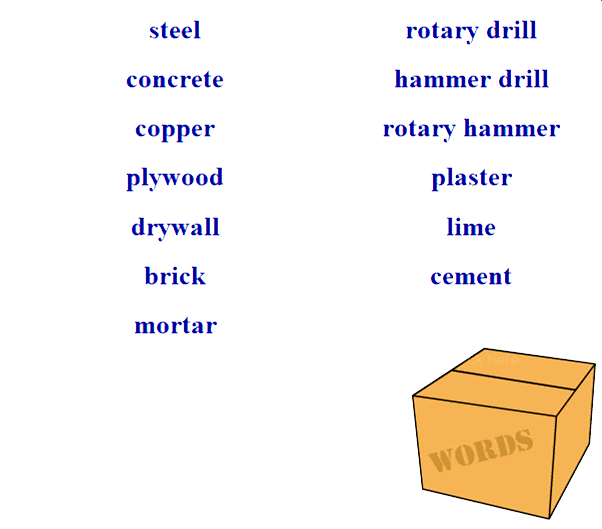 steel
concrete
copper
plywood
drywall
brick
mortar
rotary drill
hammer drill
rotary hammer
plaster
lime
cement
WORDS